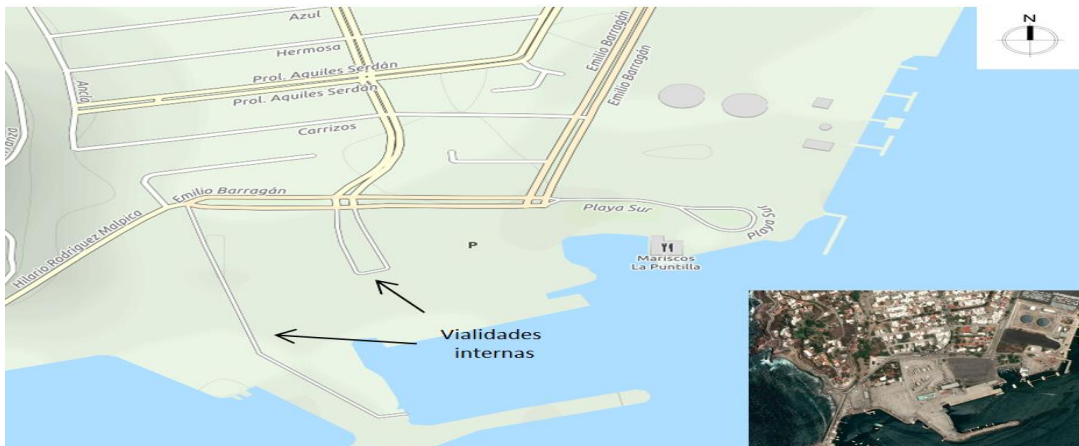 Azul
N
Hermosa
Prol. Aquiles Serdán
Prol. Aquiles Serdán
Emilio Barragán
Emilio Barragán
Ancla
Carrizos
Emilio Barragán
Hilario Rodríguez Malpica
Playa Sur
Playa Sur
P
Mariscos
La Puntilla
Vialidades
internas